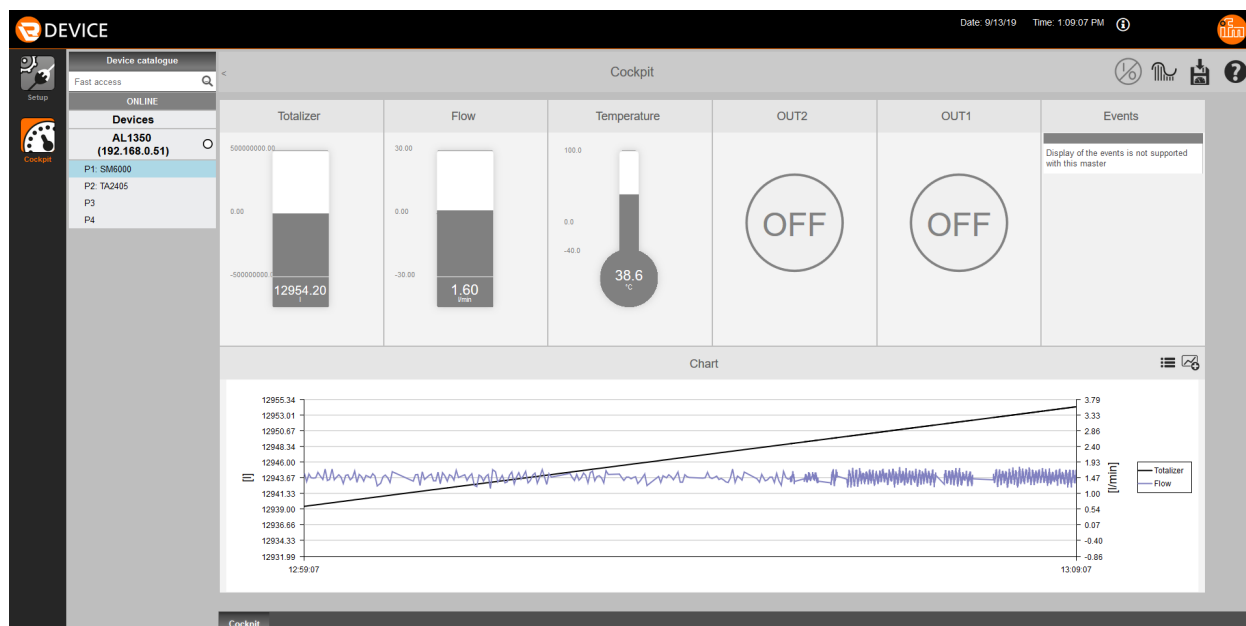 DEVICE
Date: 9/13/19 Time: 1:09:07 PM
ifm
Setup
Cockpit
Device catalogue
Fast access
ONLINE
Devices
AL1350
(192.168.0.51)
P1: SM6000
P2: TA2405
P3
P4
<
Cockpit
I/O
?
Totalizer
500000000.00
0.00
-500000000.0
12954.20
l
Flow
30.00
0.00
-30.00
1.60
l/min
Temperature
100.0
0.0
-40.0
38.6
°C
OUT2
OFF
OUT1
OFF
Events
Display of the events is not supported
with this master
Chart
12955.34
12953.01
12950.67
12948.34
12946.00
12943.67
12941.33
12939.00
12936.66
12934.33
12931.99
[l]
12:59:07
13:09:07
3.79
3.33
2.86
2.40
1.93
1.47
1.00
0.54
0.07
-0.40
-0.86
[l/min]
Totalizer
Flow
Cockpit